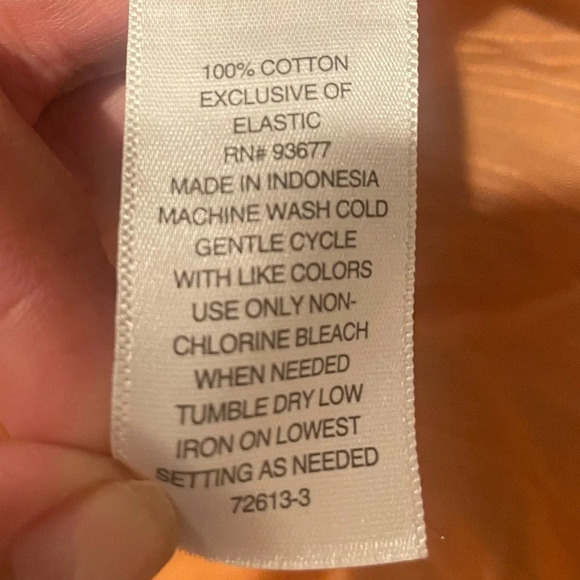 100% COTTON
EXCLUSIVE OF
ELASTIC
RN# 93677
MADE IN INDONESIA
MACHINE WASH COLD
GENTLE CYCLE
WITH LIKE COLORS
USE ONLY NON-
CHLORINE BLEACH
WHEN NEEDED
TUMBLE DRY LOW
IRON ON LOWEST
SETTING AS NEEDED
72613-3